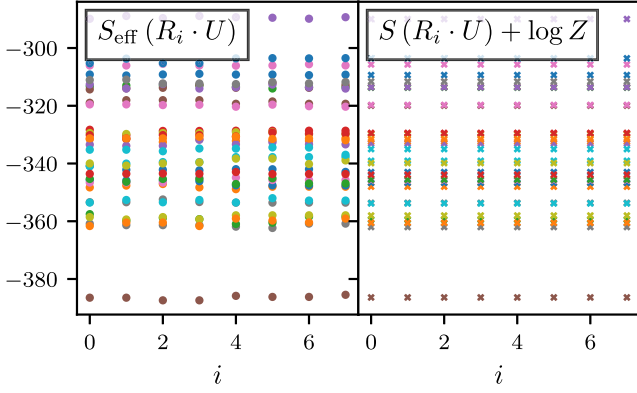 S_eff (R_i · U)
S (R_i · U) + log Z
−300
−320
−340
−360
−380
0 2 4 6
0 2 4 6
i
i